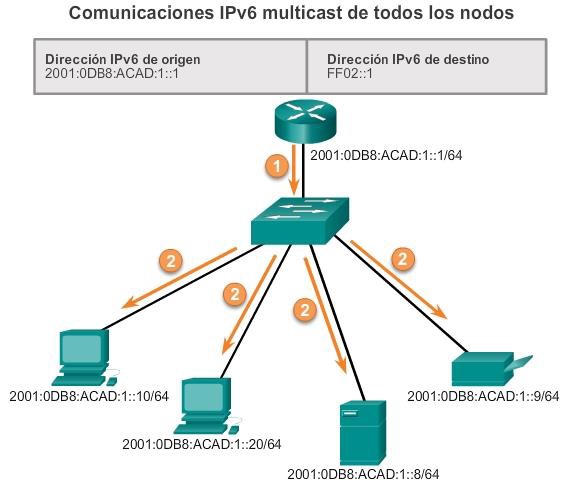 Comunicaciones IPv6 multicast de todos los nodos
Dirección IPv6 de origen
2001:0DB8:ACAD:1::1
Dirección IPv6 de destino
FF02::1
2001:0DB8:ACAD:1::1/64
1
2
2
2
2
2001:0DB8:ACAD:1::10/64
2001:0DB8:ACAD:1::9/64
2001:0DB8:ACAD:1::20/64
2001:0DB8:ACAD:1::8/64